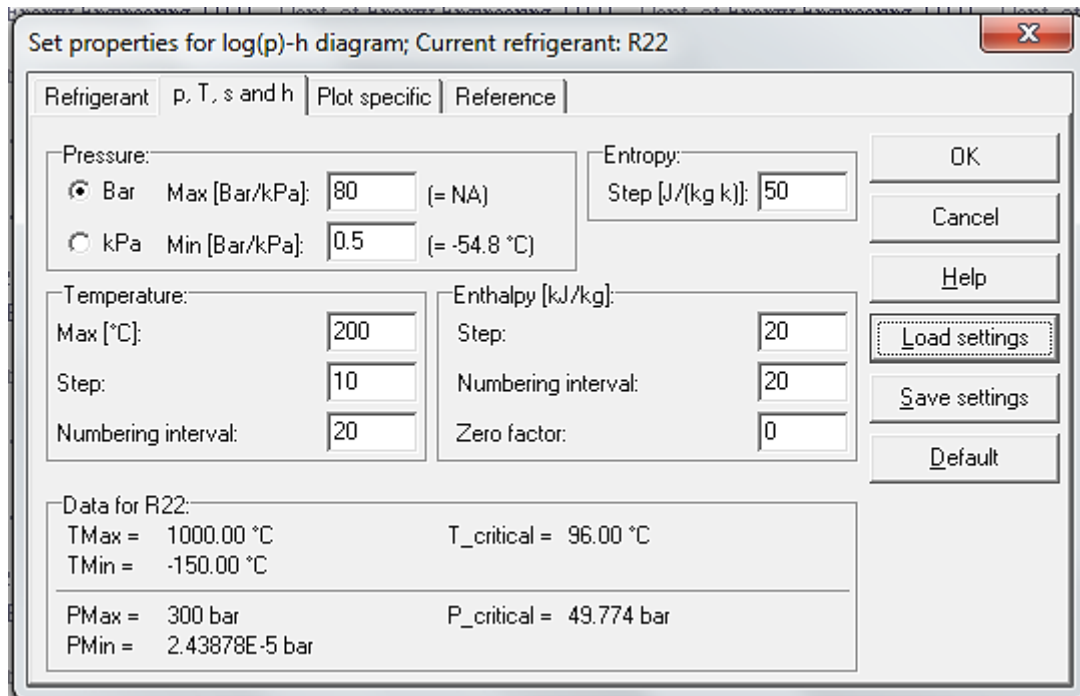 Set properties for log(p)-h diagram; Current refrigerant: R22
Refrigerant p, T, s and h Plot specific Reference
Pressure:
Bar Max [Bar/kPa]: 80 (= NA)
kPa Min [Bar/kPa]: 0.5 (= -54.8 °C)
Entropy:
Step [J/(kg k)]: 50
Temperature:
Max [°C]: 200
Step: 10
Numbering interval: 20
Enthalpy [kJ/kg]:
Step: 20
Numbering interval: 20
Zero factor: 0
OK
Cancel
Help
Load settings
Save settings
Default
Data for R22:
TMax = 1000.00 °C T_critical = 96.00 °C
TMin = -150.00 °C
PMax = 300 bar P_critical = 49.774 bar
PMin = 2.43878E-5 bar